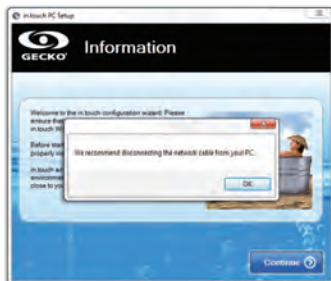 in.touch PC Setup
GECKO
Information
Welcome to the in.touch configuration wizard. Please
ensure that
in.touch Wi
Before start
properly ins
We recommend disconnecting the network cable from your PC.
in.touch a
environmen
close to yo
OK
Continue